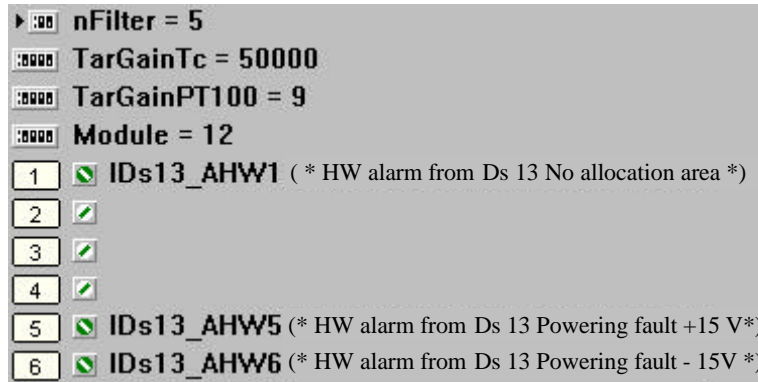 nFilter = 5
TarGainTc = 50000
TarGainPT100 = 9
Module = 12
1 IDs13_AHW1 ( * HW alarm from Ds 13 No allocation area *)
2
3
4
5 IDs13_AHW5 (* HW alarm from Ds 13 Powering fault +15 V*)
6 IDs13_AHW6 (* HW alarm from Ds 13 Powering fault - 15V *)